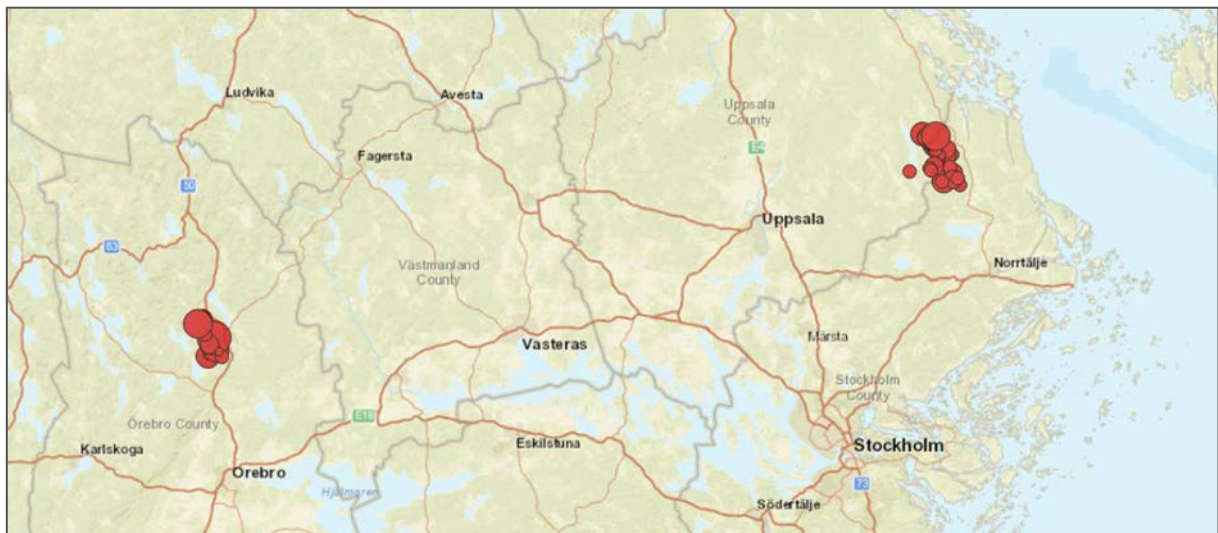 Ludvika
Avesta
Uppsala
County
Fagersta
E4
50
Uppsala
63
Västmanland
County
Norrtälje
Vasteras
Märsta
Stockholm
County
Örebro County
E18
Karlskoga
Eskilstuna
Stockholm
Orebro
73
Hjälmaren
Södertälje